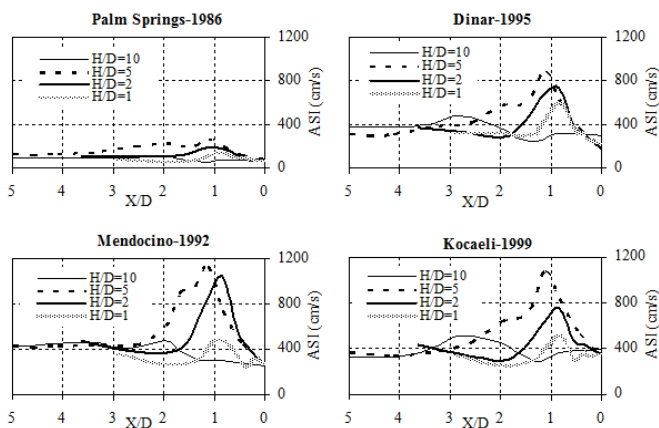 Palm Springs-1986
H/D=10
H/D=5
H/D=2
H/D=1
1200
800
400
0
ASI (cm/s)
5 4 3 2 1 0
X/D
Dinar-1995
H/D=10
H/D=5
H/D=2
H/D=1
1200
800
400
0
ASI (cm/s)
5 4 3 2 1 0
X/D
Mendocino-1992
H/D=10
H/D=5
H/D=2
H/D=1
1200
800
400
0
ASI (cm/s)
5 4 3 2 1 0
X/D
Kocaeli-1999
H/D=10
H/D=5
H/D=2
H/D=1
1200
800
400
0
ASI (cm/s)
5 4 3 2 1 0
X/D